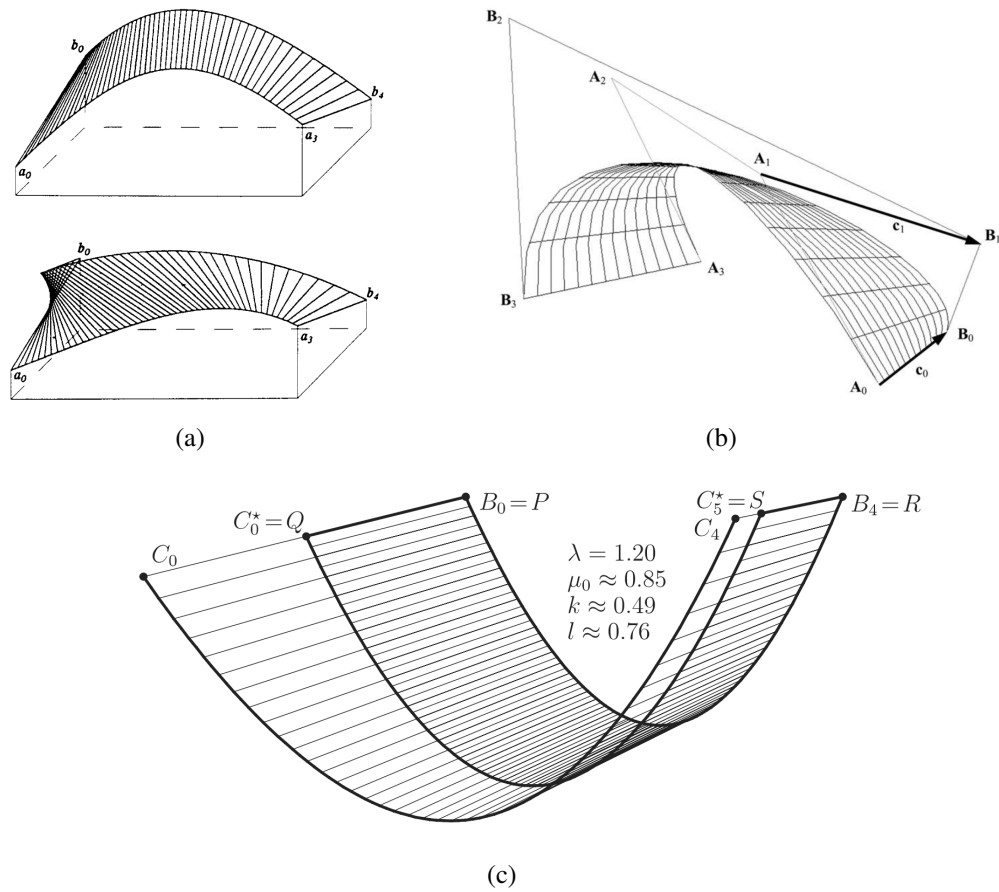 b₀
b₄
a₃
a₀
b₀
b₄
a₃
a₀
(a)
B₂
A₂
A₁
c₁
B₁
A₃
B₃
B₀
c₀
A₀
(b)
C₀
C₀⋆=Q
B₀=P
C₅⋆=S
C₄
B₄=R
λ = 1.20
μ₀ ≈ 0.85
k ≈ 0.49
l ≈ 0.76
(c)